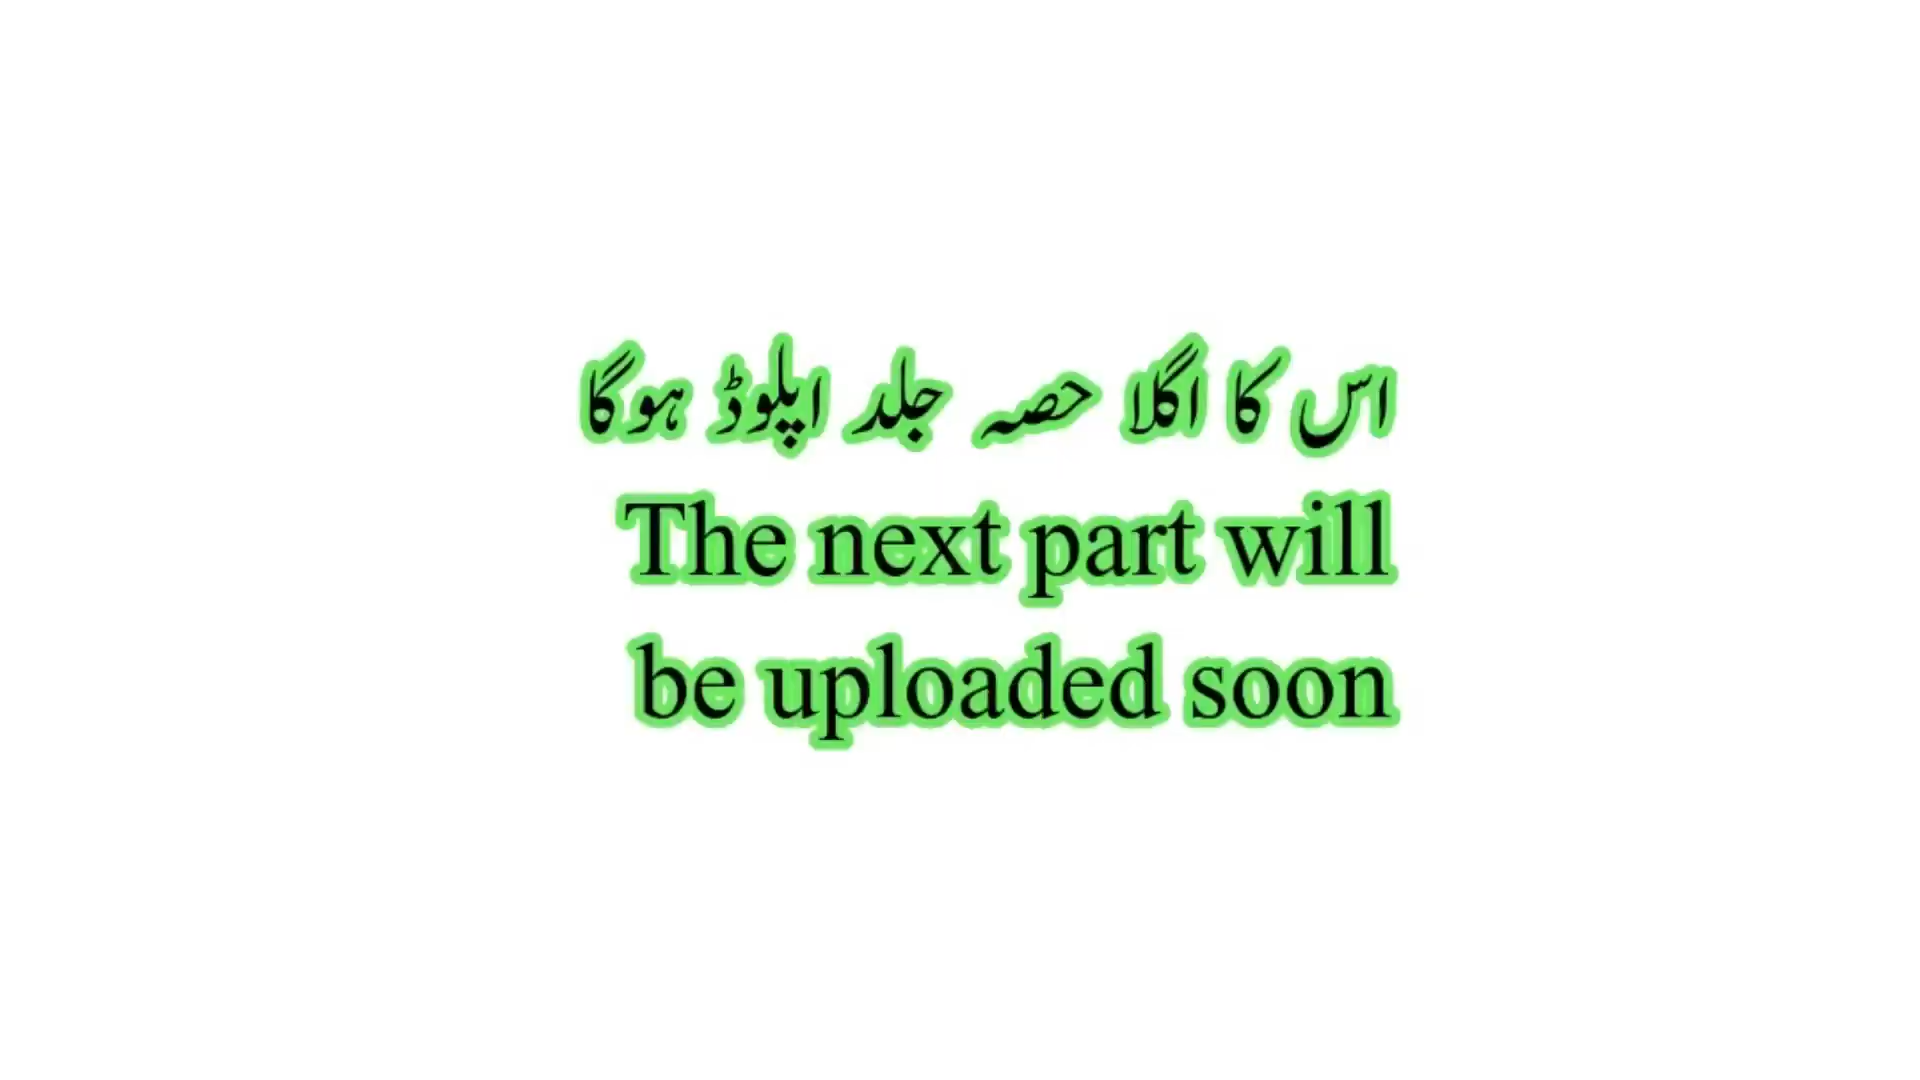 اس کا اگلا حصہ جلد اپلوڈ ہوگا
The next part will
be uploaded soon